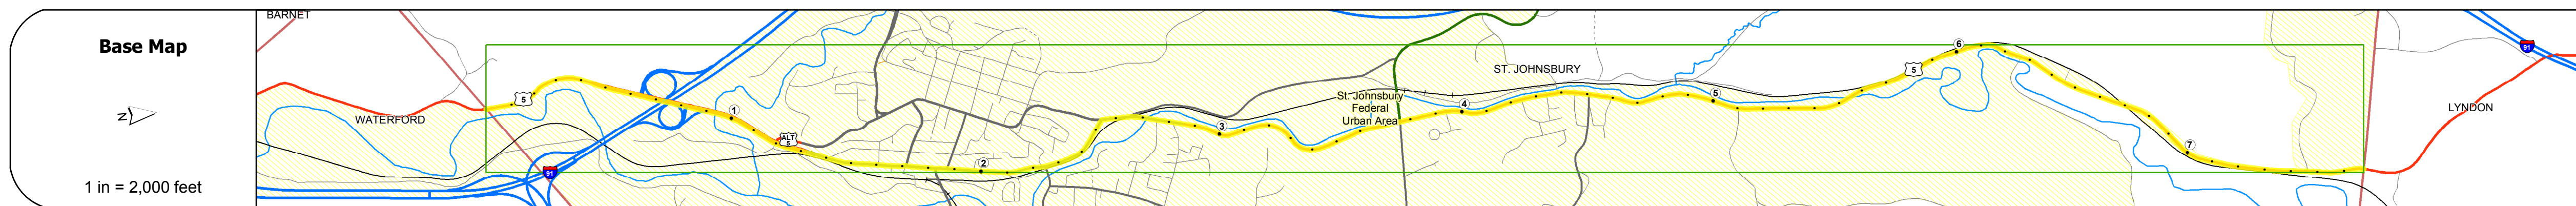 Base Map
N
1 in = 2,000 feet
BARNET
WATERFORD
5
91
1
ALT
5
2
3
St. Johnsbury
Federal
Urban Area
4
ST. JOHNSBURY
5
5
6
7
LYNDON
91